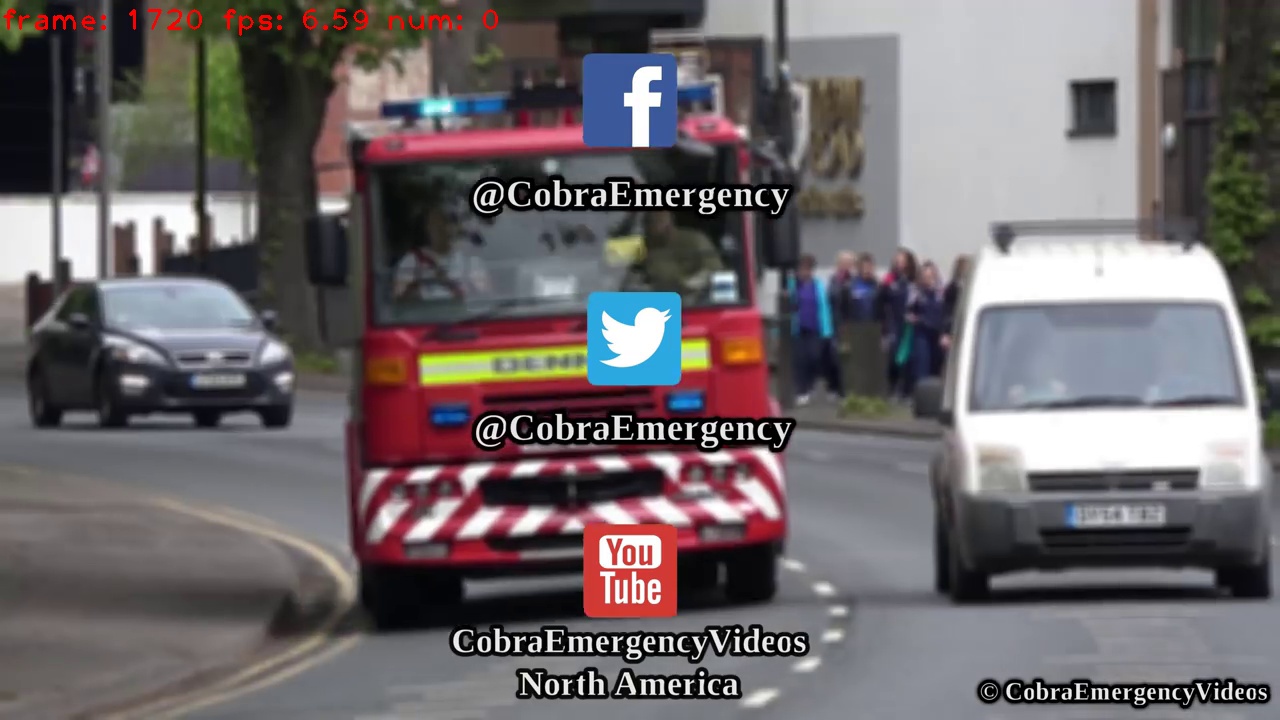 frame: 1720 fps: 6.59 num: 0
f
@CobraEmergency
@CobraEmergency
You
Tube
CobraEmergencyVideos
North America
© CobraEmergencyVideos